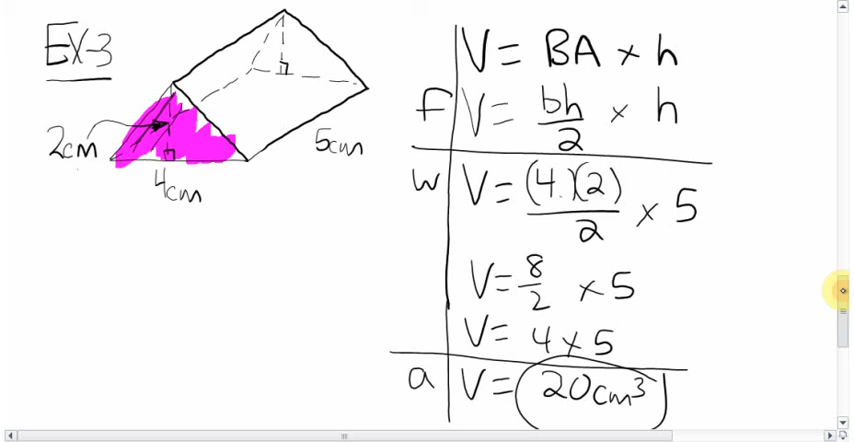 Ex-3
2cm
4cm
5cm
V = BA × h
F V = bh/2 × h
w V = (4.)(2)/2 × 5
V = 8/2 × 5
V = 4 × 5
a V = 20cm³